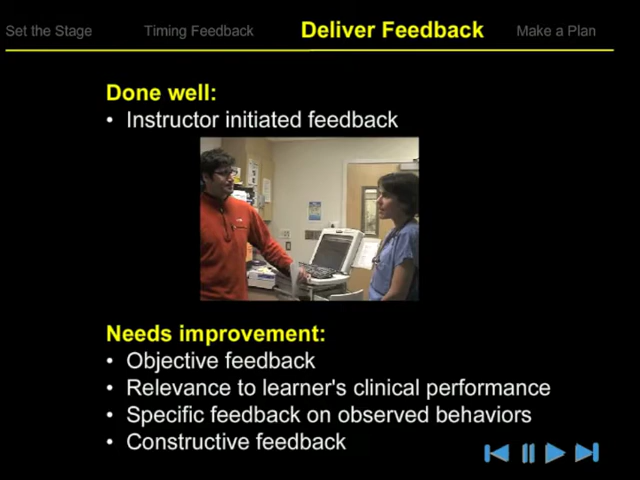 Set the Stage
Timing Feedback
Deliver Feedback
Make a Plan
Done well:
• Instructor initiated feedback
Needs improvement:
• Objective feedback
• Relevance to learner's clinical performance
• Specific feedback on observed behaviors
• Constructive feedback